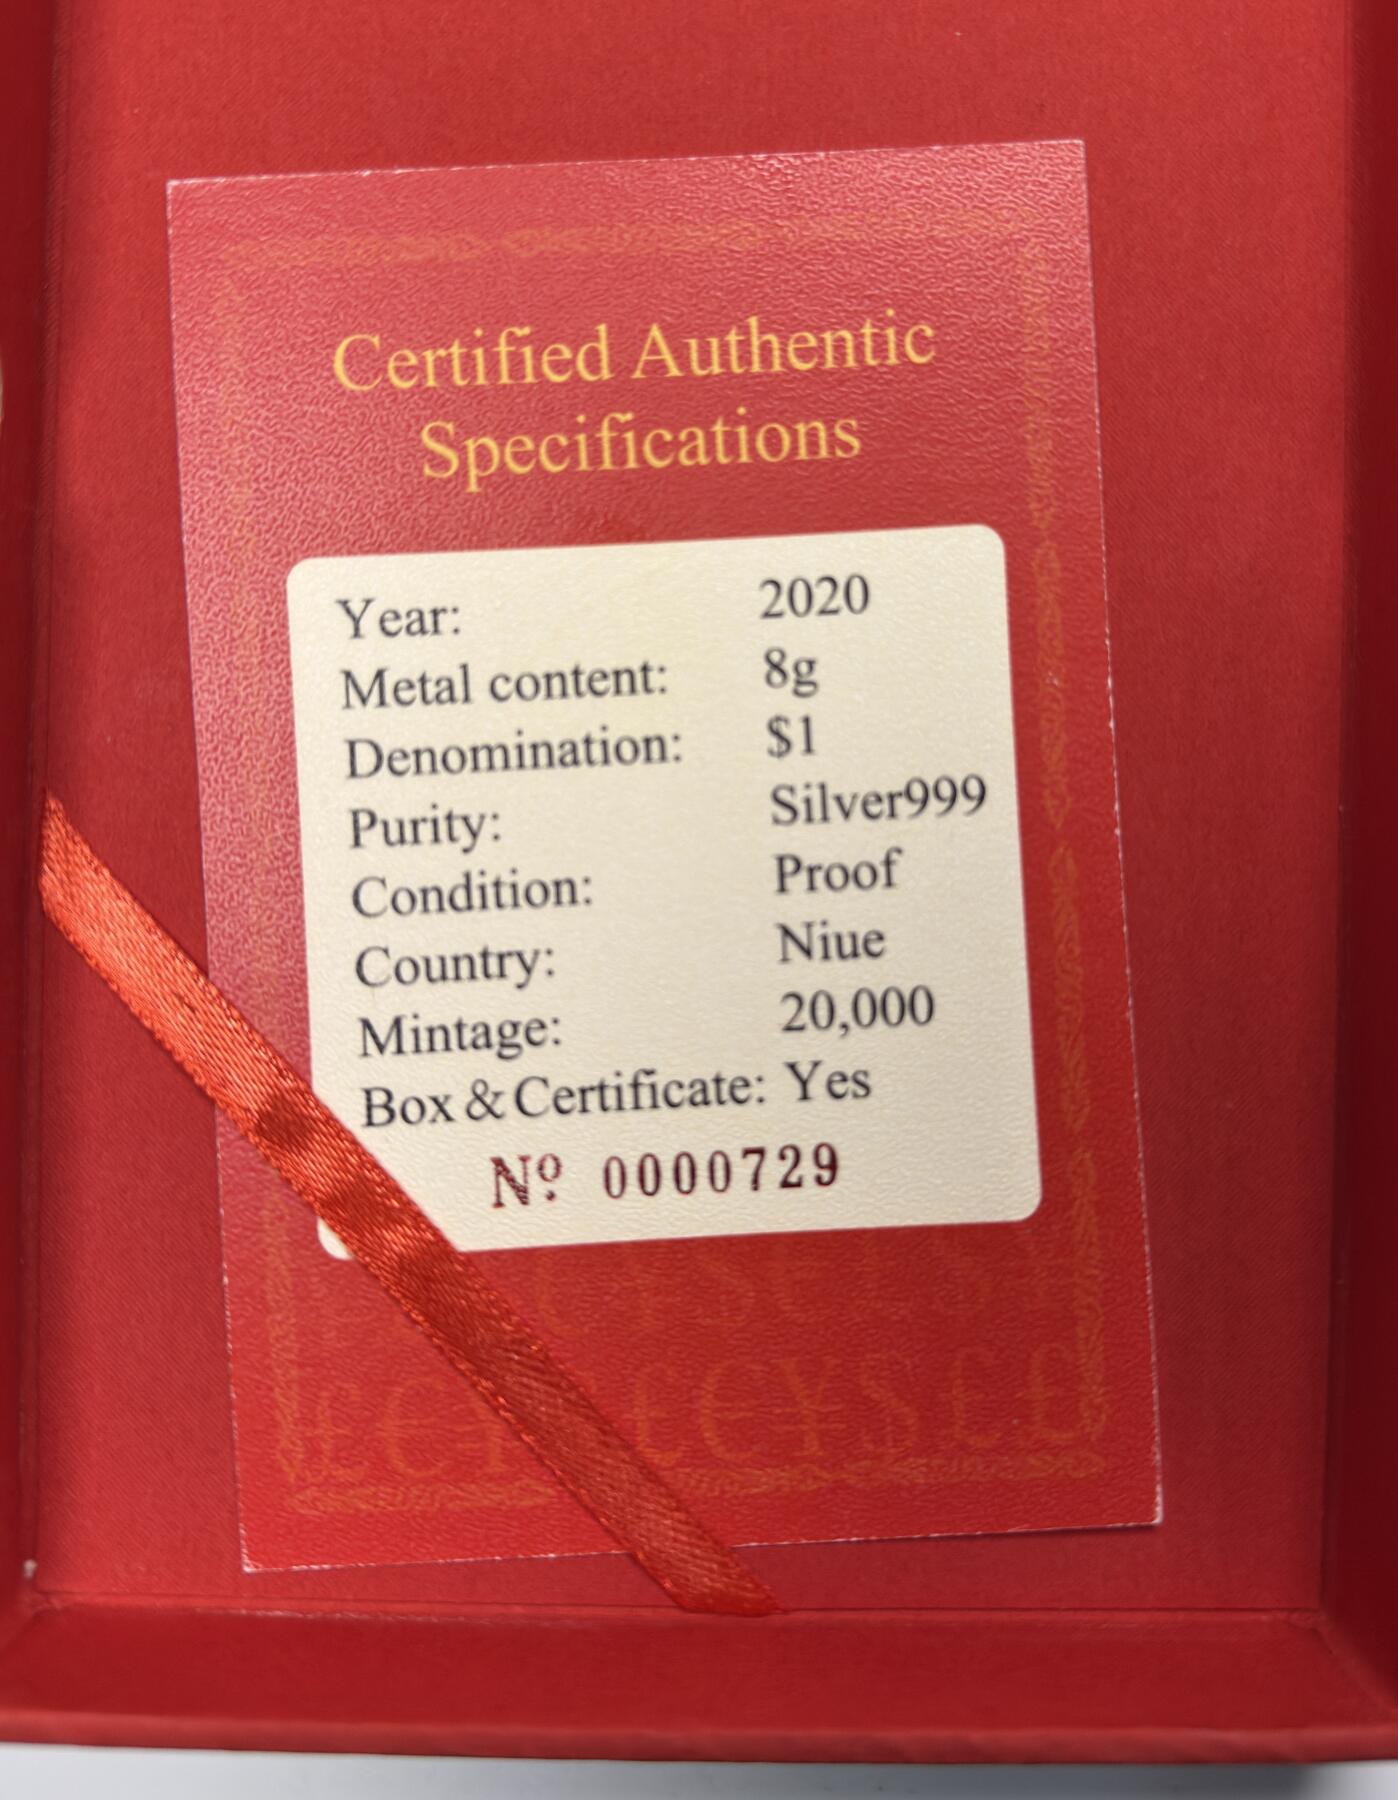 Certified Authentic
Specifications
Year: 2020
Metal content: 8g
Denomination: $1
Purity: Silver999
Condition: Proof
Country: Niue
Mintage: 20,000
Box & Certificate: Yes
Nº 0000729